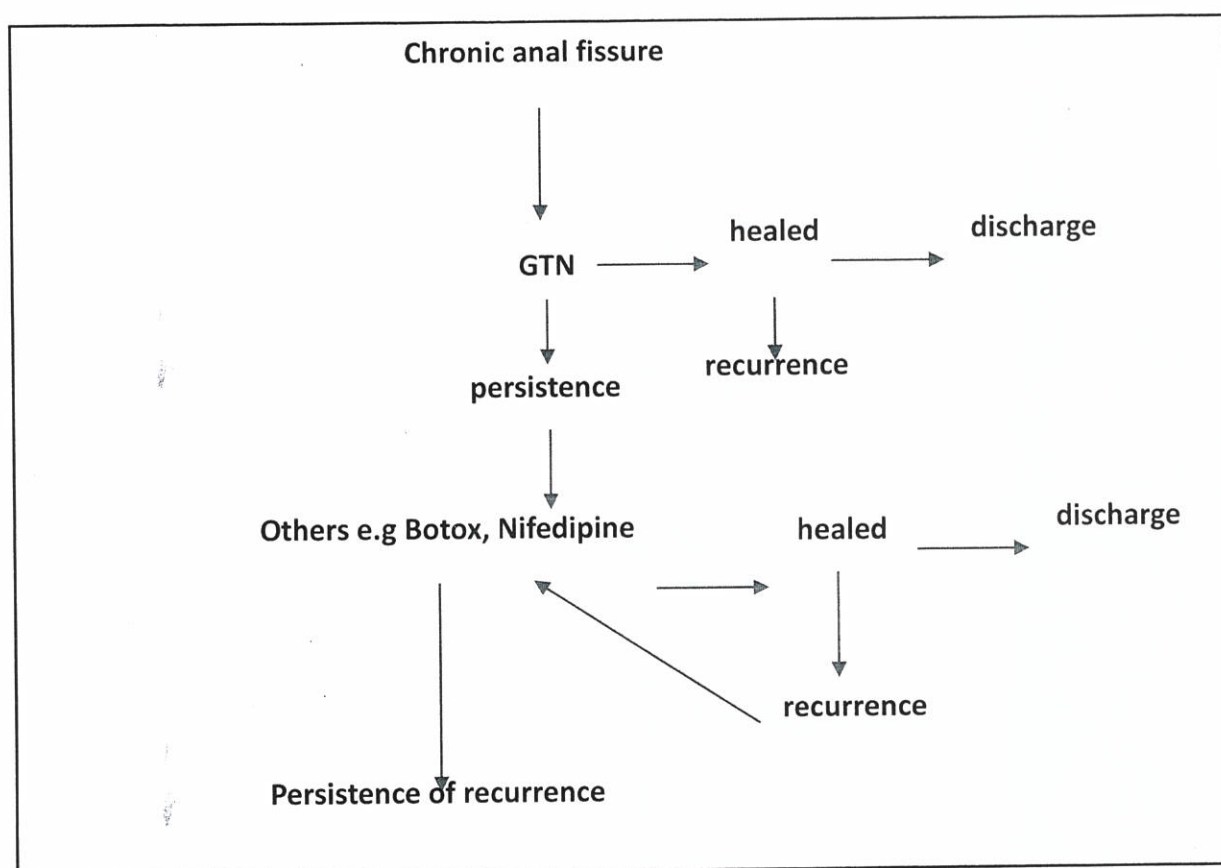 Chronic anal fissure
healed
discharge
GTN
recurrence
persistence
Others e.g Botox, Nifedipine
healed
discharge
recurrence
Persistence of recurrence